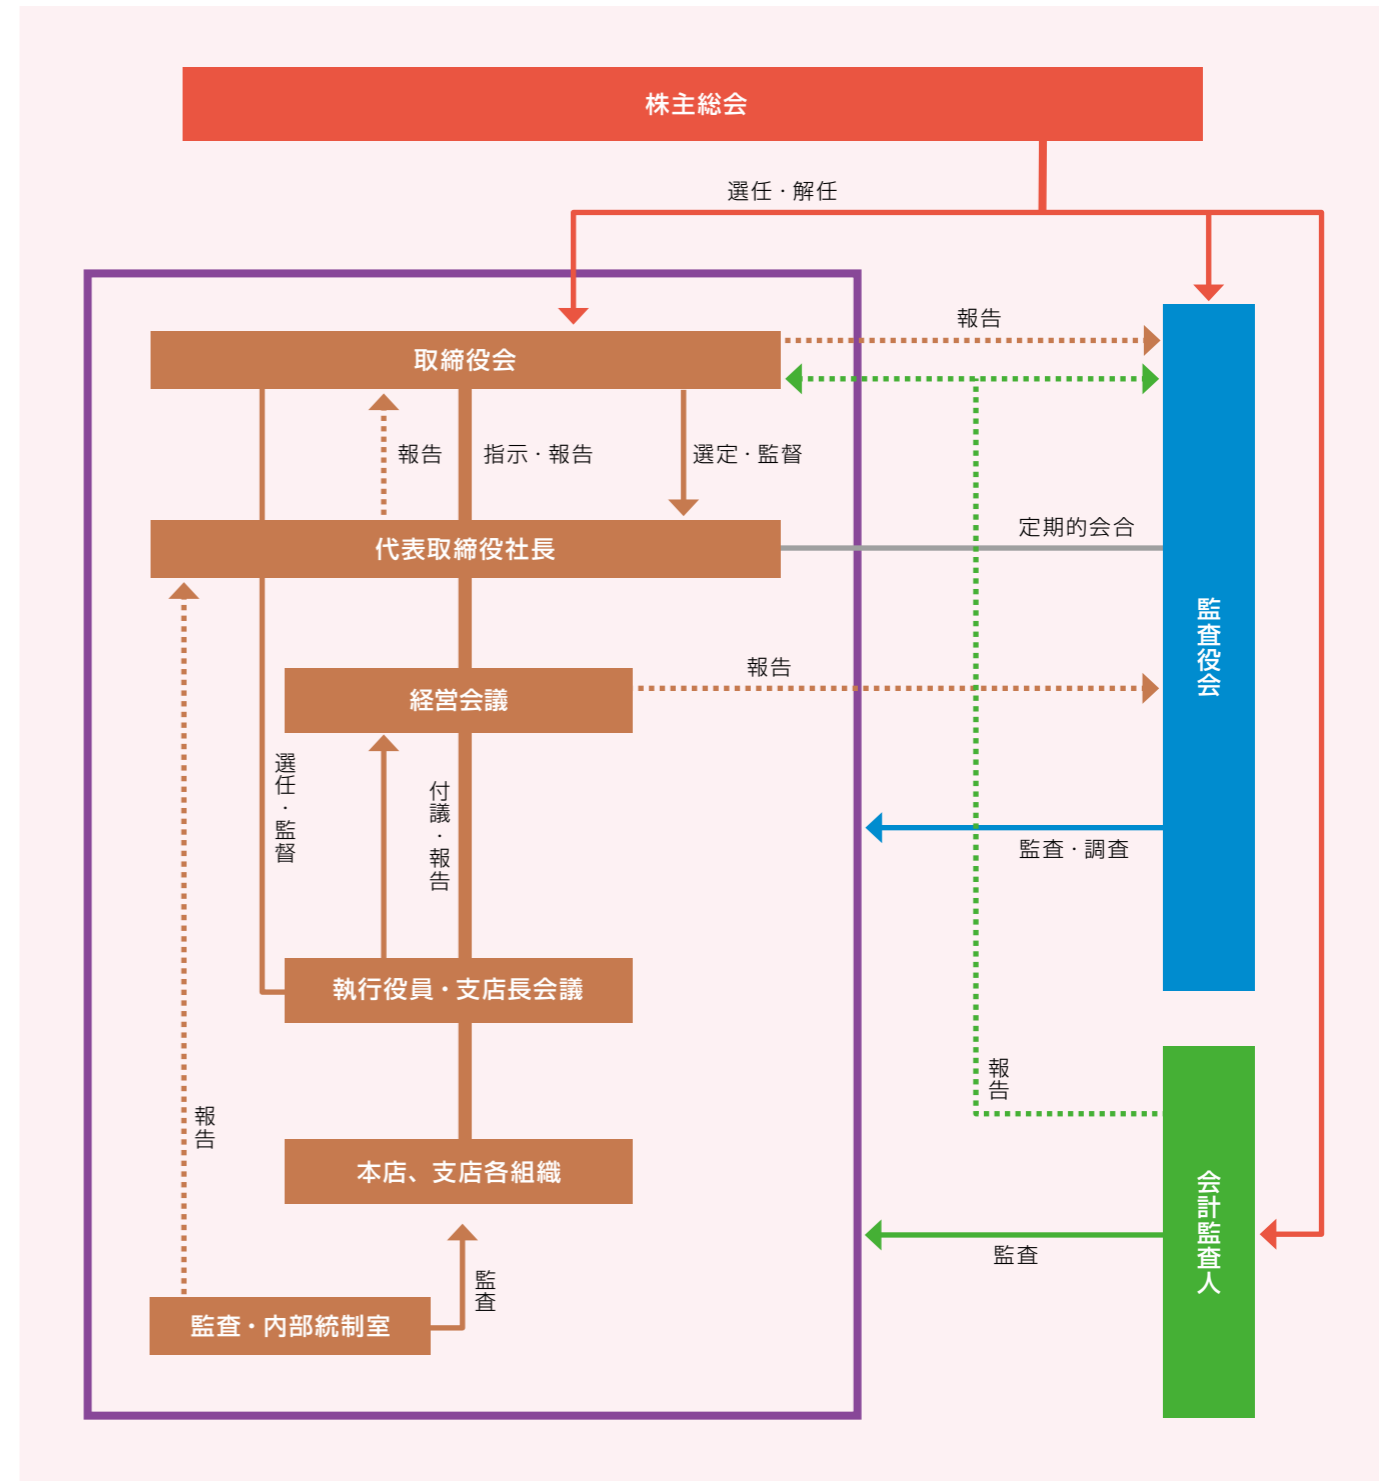 株主総会
選任・解任
取締役会
報告
報告
指示・報告
選定・監督
代表取締役社長
定期的会合
監査役会
経営会議
報告
選任・監督
付議・報告
監査・調査
執行役員・支店長会議
報告
報告
本店、支店各組織
会計監査人
監査
監査
監査・内部統制室